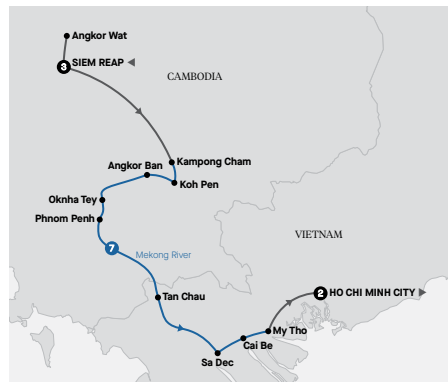 Angkor Wat
3 SIEM REAP
CAMBODIA
Kampong Cham
Angkor Ban
Koh Pen
Oknha Tey
Phnom Penh
7
Mekong River
VIETNAM
Tan Chau
2 HO CHI MINH CITY
My Tho
Cai Be
Sa Dec